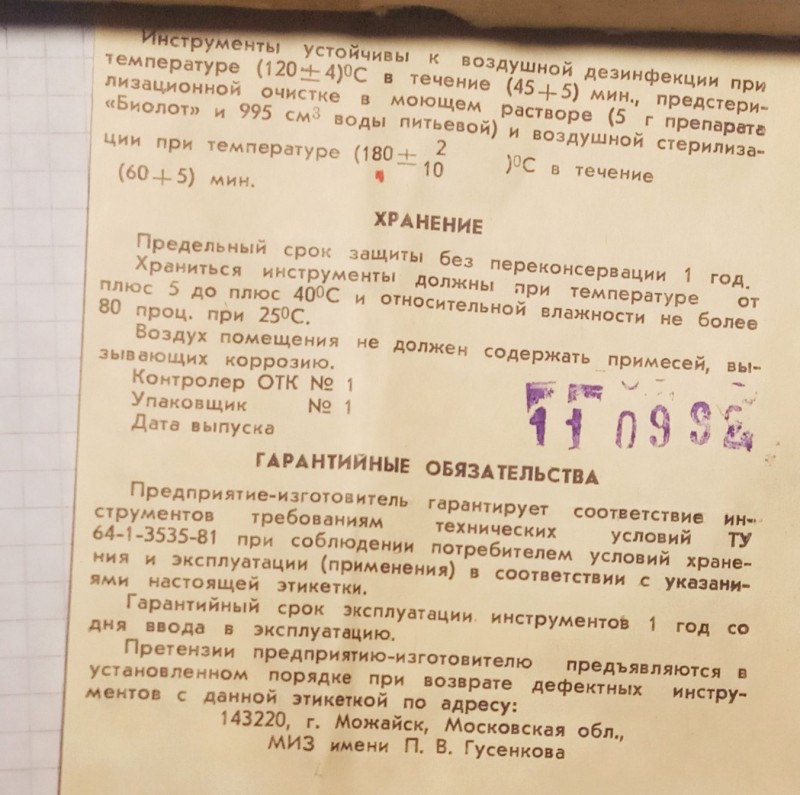 Инструменты устойчивы к воздушной дезинфекции при
температуре (120±4)⁰С в течение (45+5) мин., предстери-
лизационной очистке в моющем растворе (5 г препарата
«Биолот» и 995 см³ воды питьевой) и воздушной стерилиза-
ции при температуре (180± 2
10 )⁰С в течение
(60+5) мин.
ХРАНЕНИЕ
Предельный срок защиты без переконсервации 1 год.
Храниться инструменты должны при температуре от
плюс 5 до плюс 40⁰С и относительной влажности не более
80 проц. при 25⁰С.
Воздух помещения не должен содержать примесей, вы-
зывающих коррозию.
Контролер ОТК № 1
Упаковщик № 1
Дата выпуска
11 09 9
ГАРАНТИЙНЫЕ ОБЯЗАТЕЛЬСТВА
Предприятие-изготовитель гарантирует соответствие ин-
струментов требованиям технических условий ТУ
64-1-3535-81 при соблюдении потребителем условий хране-
ния и эксплуатации (применения) в соответствии с указани-
ями настоящей этикетки.
Гарантийный срок эксплуатации инструментов 1 год со
дня ввода в эксплуатацию.
Претензии предприятию-изготовителю предъявляются в
установленном порядке при возврате дефектных инстру-
ментов с данной этикеткой по адресу:
143220, г. Можайск, Московская обл.,
МИЗ имени П. В. Гусенкова